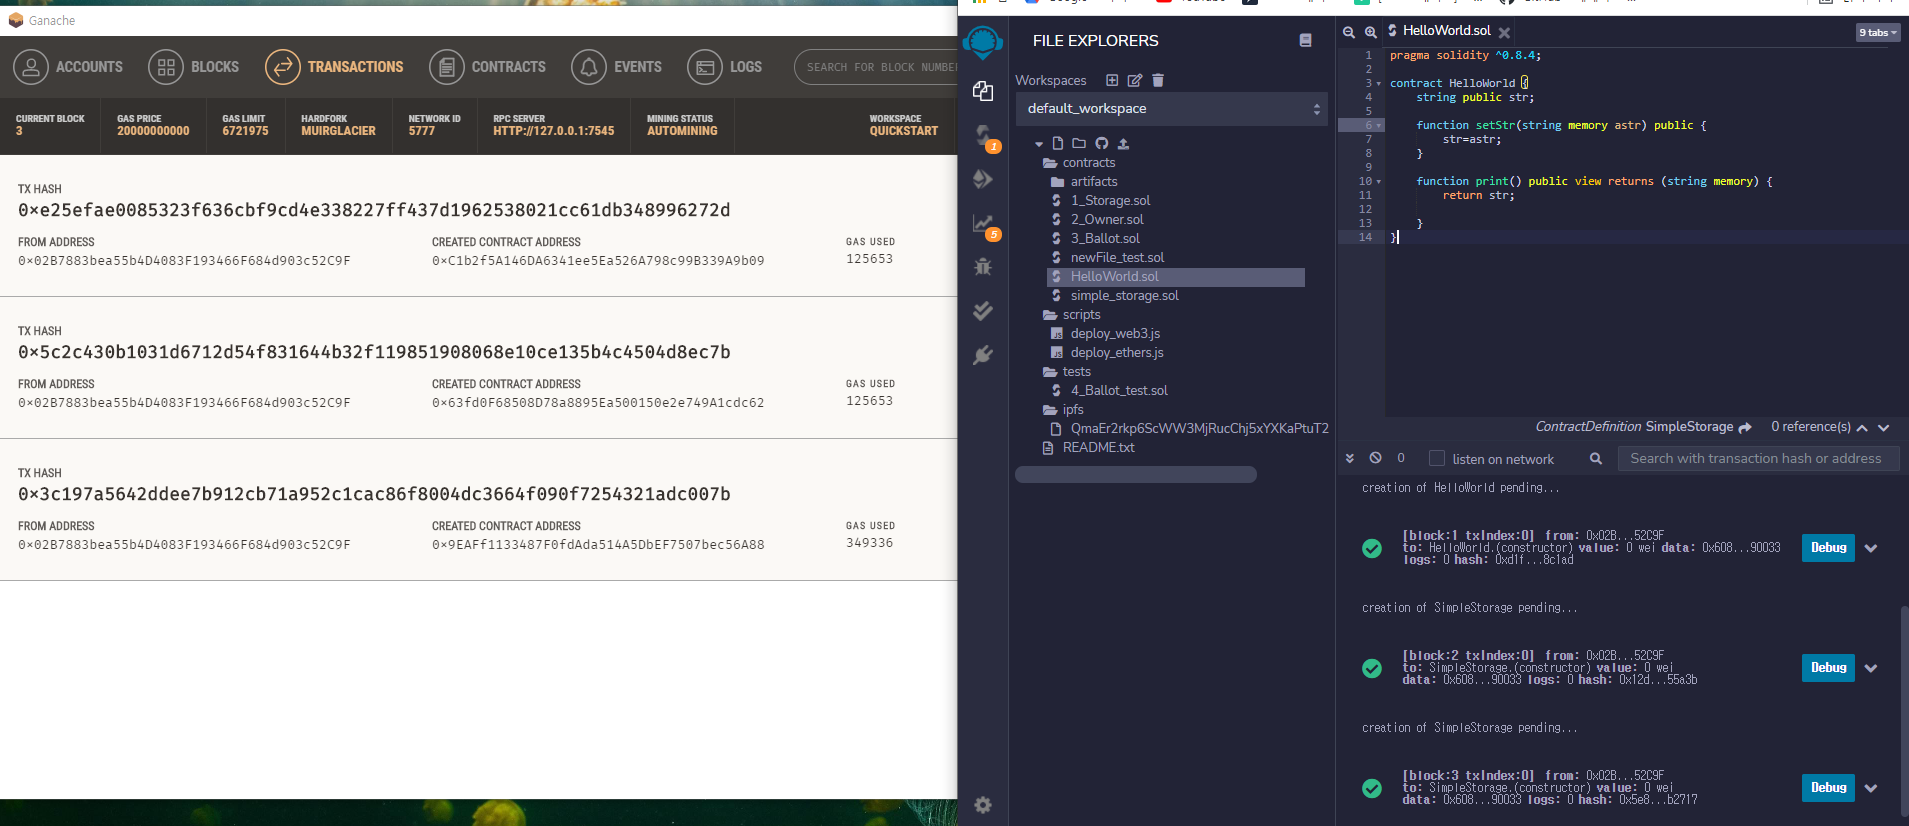 Ganache
ACCOUNTS
BLOCKS
TRANSACTIONS
CONTRACTS
EVENTS
LOGS
SEARCH FOR BLOCK NUMBE
CURRENT BLOCK
3
GAS PRICE
20000000000
GAS LIMIT
6721975
HARDFORK
MUIRGLACIER
NETWORK ID
5777
RPC SERVER
HTTP://127.0.0.1:7545
MINING STATUS
AUTOMINING
WORKSPACE
QUICKSTART
TX HASH
0×e25efae0085323f636cbf9cd4e338227ff437d1962538021cc61db348996272d
FROM ADDRESS
0×02B7883bea55b4D4083F193466F684d903c52C9F
CREATED CONTRACT ADDRESS
0×C1b2f5A146DA6341ee5Ea526A798c99B339A9b09
GAS USED
125653
TX HASH
0×5c2c430b1031d6712d54f831644b32f119851908068e10ce135b4c4504d8ec7b
FROM ADDRESS
0×02B7883bea55b4D4083F193466F684d903c52C9F
CREATED CONTRACT ADDRESS
0×63fd0F68508D78a8895Ea500150e2e749A1cdc62
GAS USED
125653
TX HASH
0×3c197a5642ddee7b912cb71a952c1cac86f8004dc3664f090f7254321adc007b
FROM ADDRESS
0×02B7883bea55b4D4083F193466F684d903c52C9F
CREATED CONTRACT ADDRESS
0×9EAFf1133487F0fdAda514A5DbEF7507bec56A88
GAS USED
349336
FILE EXPLORERS
Workspaces
default_workspace
contracts
artifacts
1_Storage.sol
2_Owner.sol
3_Ballot.sol
newFile_test.sol
HelloWorld.sol
simple_storage.sol
scripts
deploy_web3.js
deploy_ethers.js
tests
4_Ballot_test.sol
ipfs
QmaEr2rkp6ScWW3MjRucChj5xYXKaPtuT2
README.txt
1
5
HelloWorld.sol
9 tabs
1 pragma solidity ^0.8.4;
2
3 contract HelloWorld {
4 string public str;
5
6 function setStr(string memory astr) public {
7 str=astr;
8 }
9
10 function print() public view returns (string memory) {
11 return str;
12
13 }
14 }
ContractDefinition SimpleStorage 0 reference(s)
0 listen on network
Search with transaction hash or address
creation of HelloWorld pending...
[block:1 txIndex:0] from: 0x02B...52C9F
to: HelloWorld.(constructor) value: 0 wei data: 0x608...90033
logs: 0 hash: 0xd1f...8c1ad
Debug
creation of SimpleStorage pending...
[block:2 txIndex:0] from: 0x02B...52C9F
to: SimpleStorage.(constructor) value: 0 wei
data: 0x608...90033 logs: 0 hash: 0x12d...55a3b
Debug
creation of SimpleStorage pending...
[block:3 txIndex:0] from: 0x02B...52C9F
to: SimpleStorage.(constructor) value: 0 wei
data: 0x608...90033 logs: 0 hash: 0x5e8...b2717
Debug